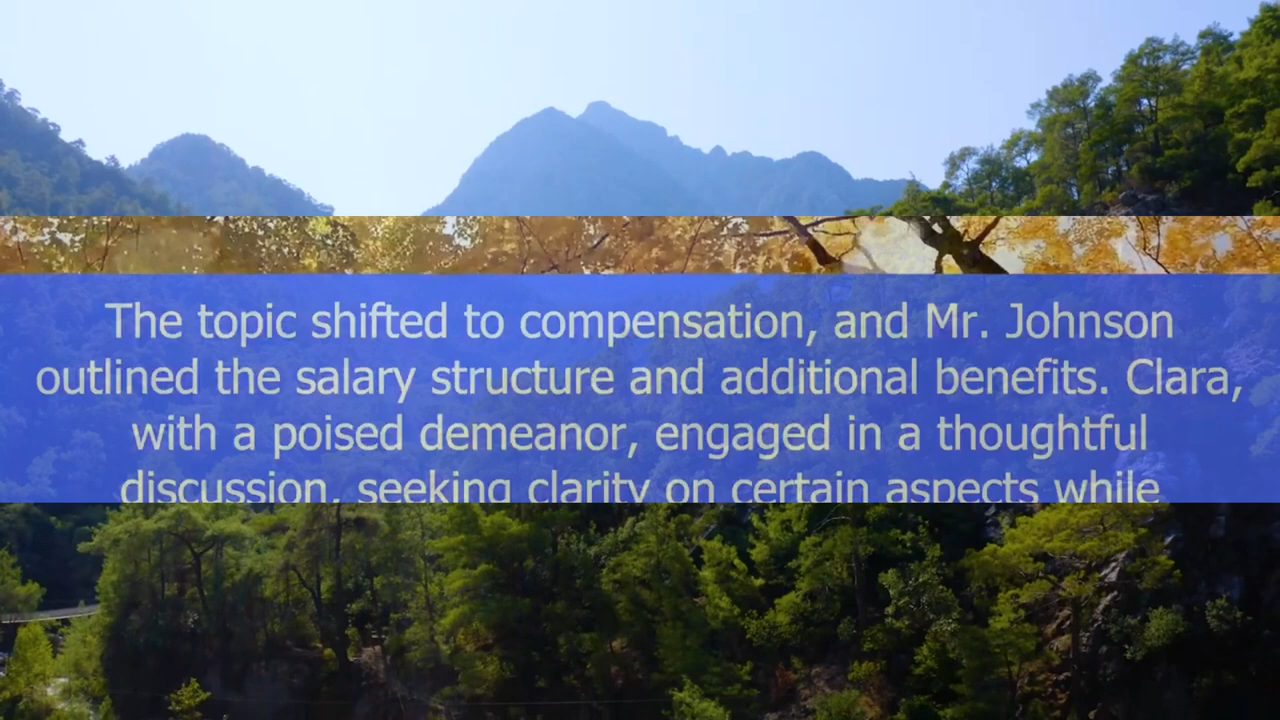 The topic shifted to compensation, and Mr. Johnson
outlined the salary structure and additional benefits. Clara,
with a poised demeanor, engaged in a thoughtful
discussion, seeking clarity on certain aspects while